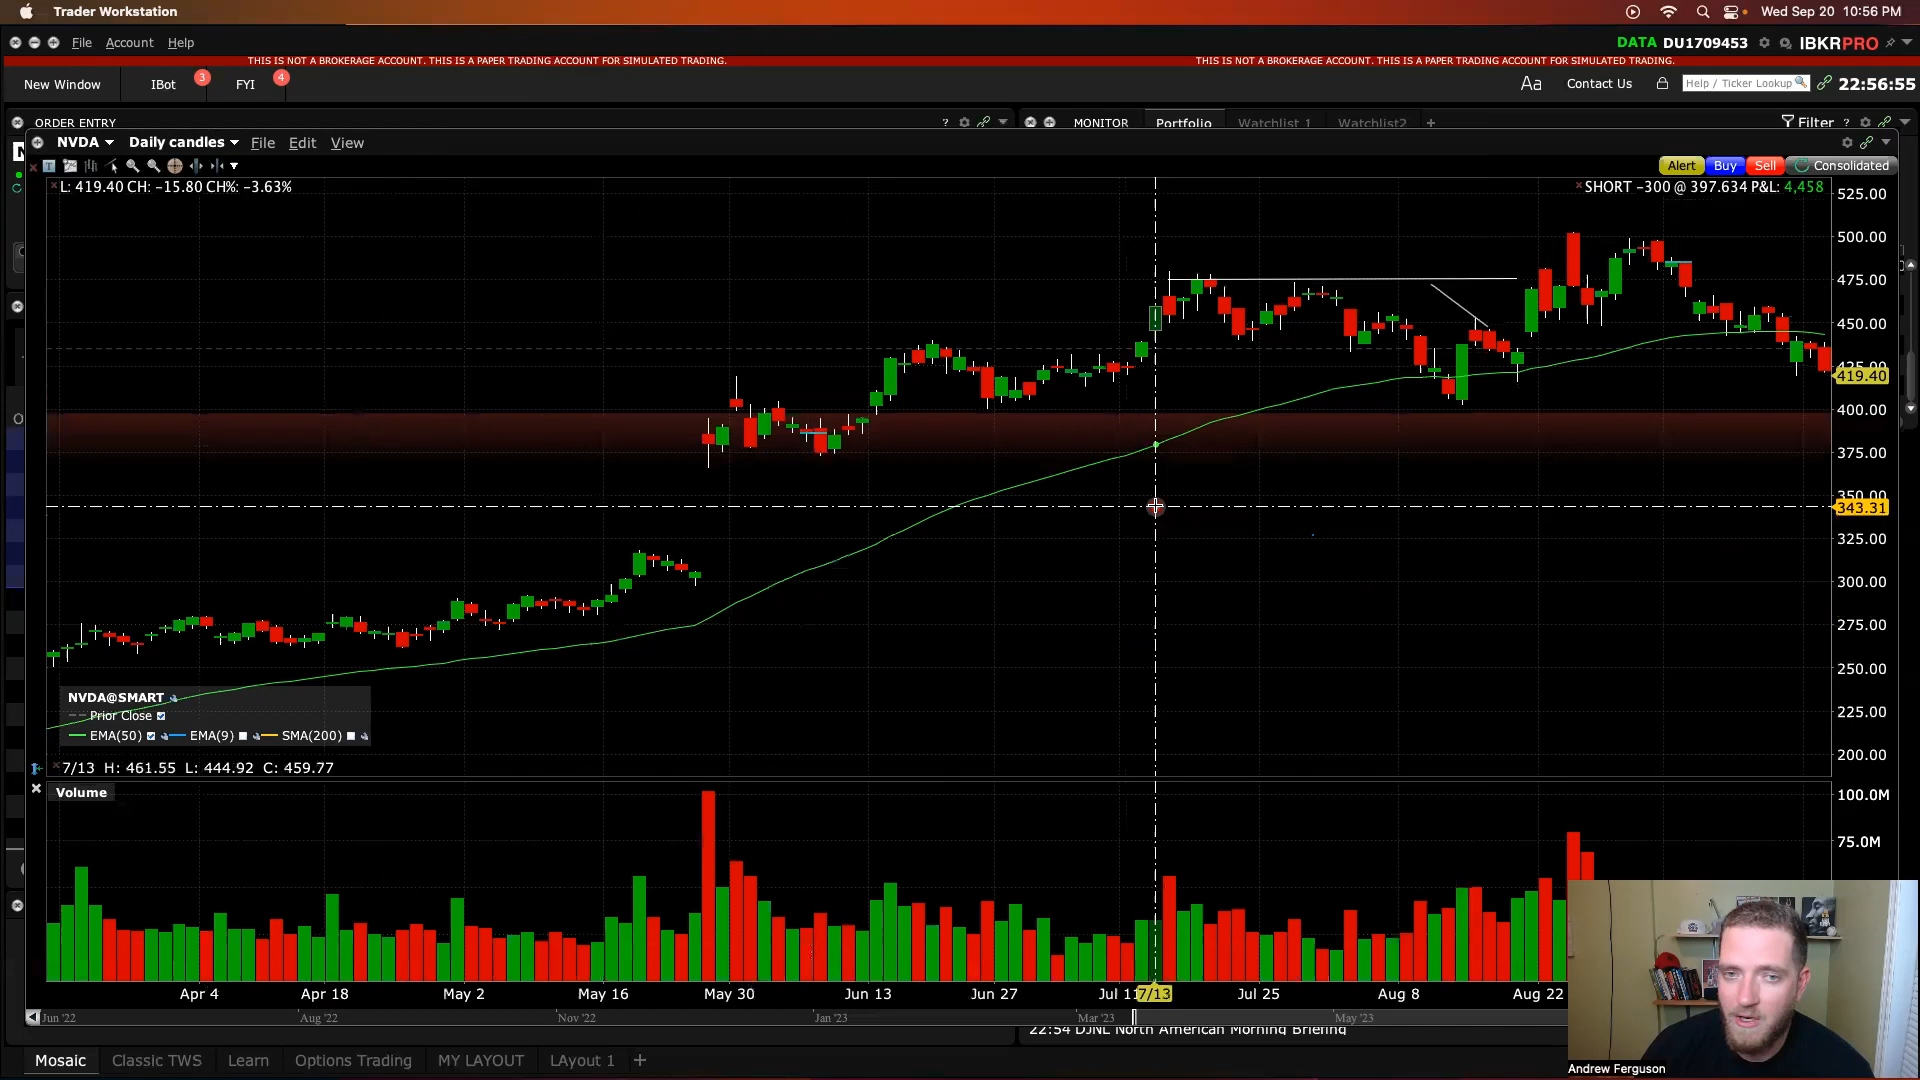 Trader Workstation
Wed Sep 20 10:56 PM
File Account Help
DATA DU1709453
IBKRPRO
THIS IS NOT A BROKERAGE ACCOUNT. THIS IS A PAPER TRADING ACCOUNT FOR SIMULATED TRADING.
THIS IS NOT A BROKERAGE ACCOUNT. THIS IS A PAPER TRADING ACCOUNT FOR SIMULATED TRADING.
New Window
IBot 3
FYI 4
Aa
Contact Us
Help / Ticker Lookup
22:56:55
ORDER ENTRY
?
MONITOR Portfolio Watchlist 1 Watchlist2 +
Filter ?
NVDA Daily candles File Edit View
T
Alert Buy Sell Consolidated
L: 419.40 CH: -15.80 CH%: -3.63%
SHORT -300 @ 397.634 P&L: 4,458
525.00
500.00
475.00
450.00
425.00
419.40
400.00
375.00
350.00
343.31
325.00
300.00
275.00
250.00
225.00
200.00
NVDA@SMART
Prior Close
EMA(50) EMA(9) SMA(200)
7/13 H: 461.55 L: 444.92 C: 459.77
Volume
100.0M
75.0M
Apr 4 Apr 18 May 2 May 16 May 30 Jun 13 Jun 27 Jul 11 7/13 Jul 25 Aug 8 Aug 22
Jun '22 Aug '22 Nov '22 Jan '23 Mar '23 May '23
22:54 DJNL North American Morning Briefing
Mosaic Classic TWS Learn Options Trading MY LAYOUT LAyout 1 +
Andrew Ferguson